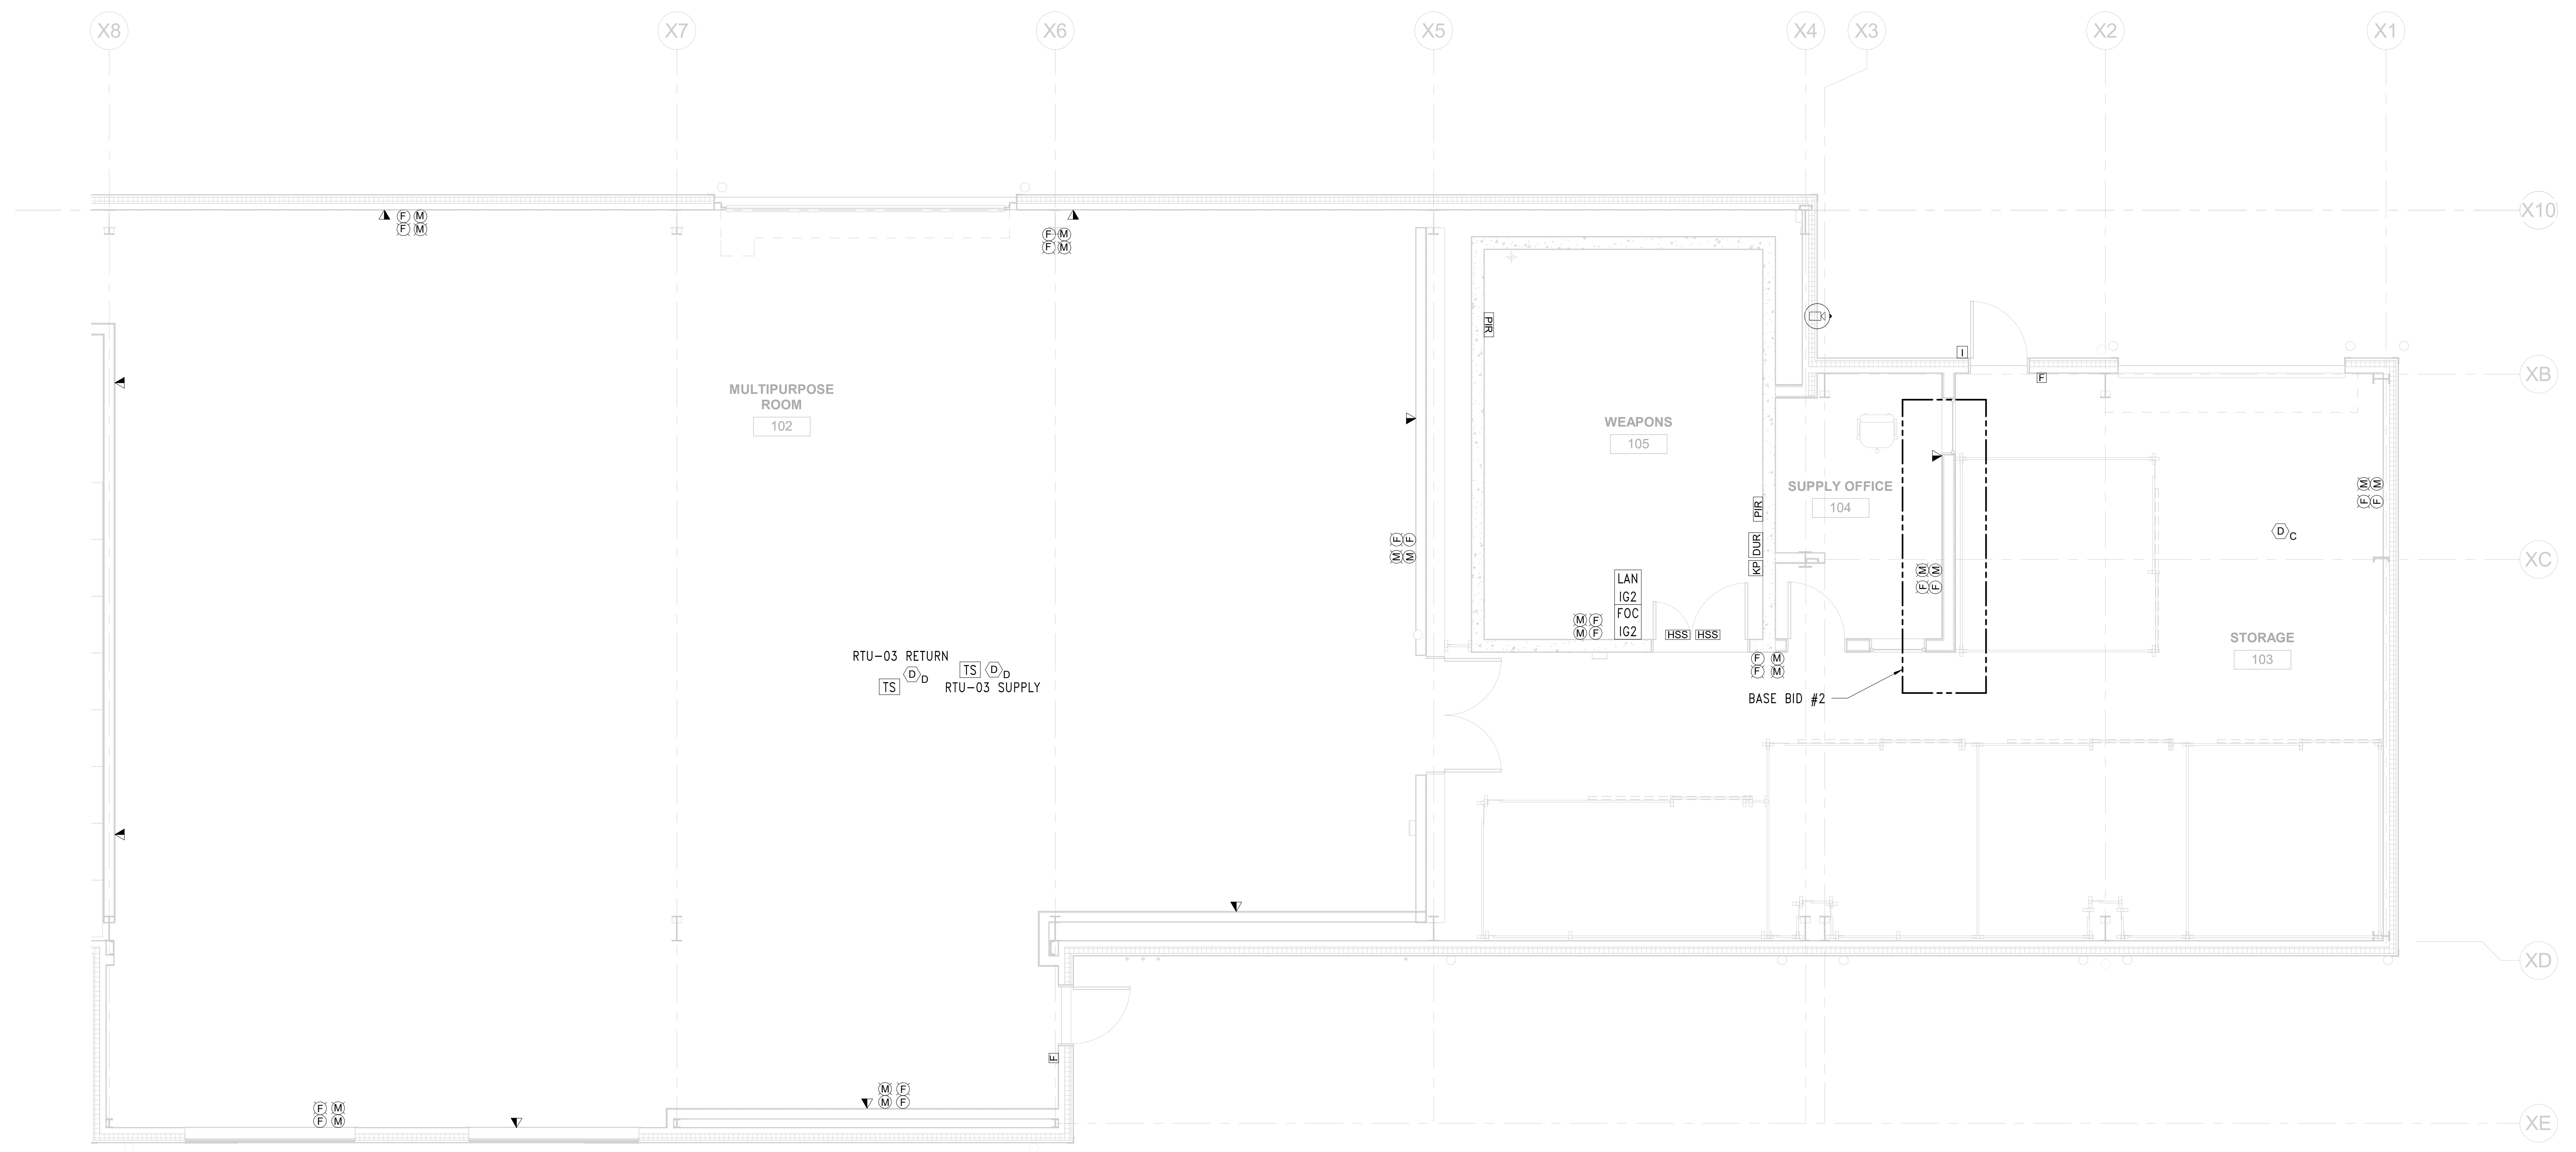 X8 X7 X6 X5 X4 X3 X2 X1
X10
F M
F M
F M
F M
PIR
I
XB
F
MULTIPURPOSE
ROOM
102
WEAPONS
105
SUPPLY OFFICE
104
M M
F F
PIR
D C
F F
M M
DUR
KP
XC
LAN
IG2
FOC
IG2
M M
F F
M F
M F
HSS HSS
STORAGE
103
RTU-03 RETURN
D D
TS
TS D D
RTU-03 SUPPLY
F M
F M
BASE BID #2
XD
F
M F
M F
F M
F M
XE